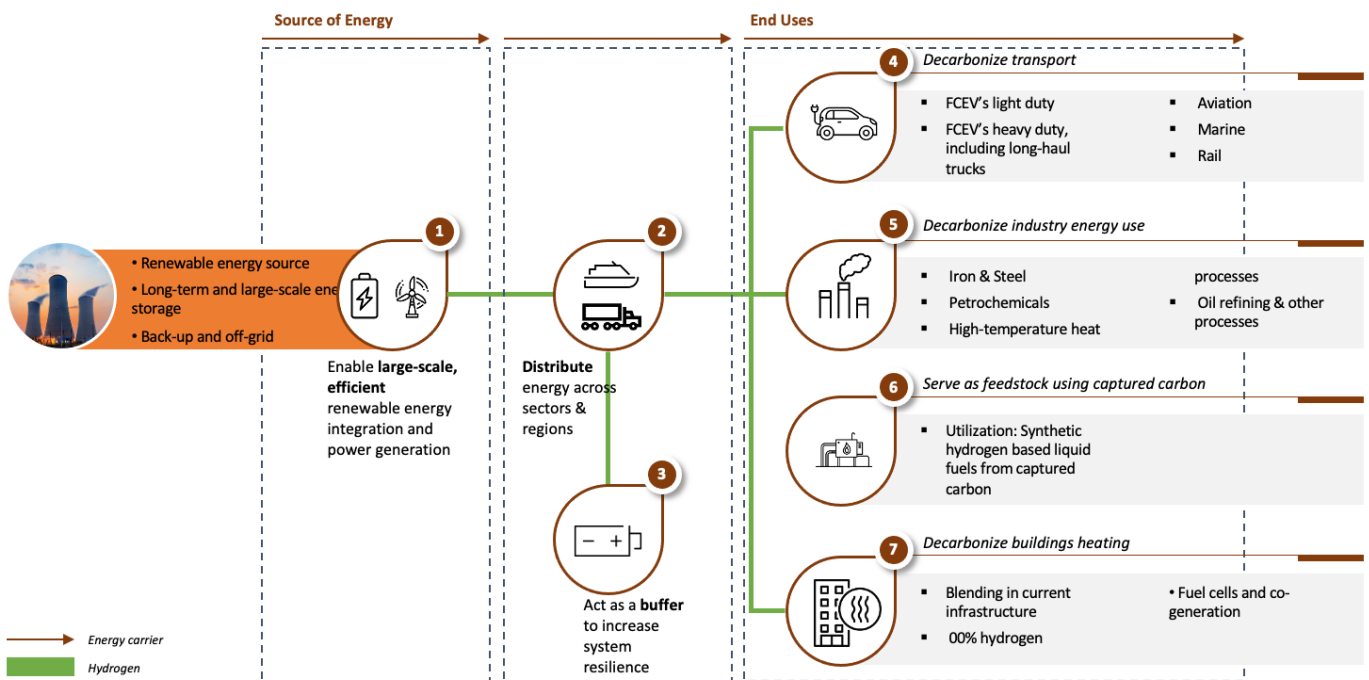 Source of Energy
End Uses
1
• Renewable energy source
• Long-term and large-scale ene
storage
• Back-up and off-grid
Enable large-scale,
efficient
renewable energy
integration and
power generation
2
Distribute
energy across
sectors &
regions
3
Act as a buffer
to increase
system
resilience
4
Decarbonize transport
▪ FCEV’s light duty
▪ FCEV’s heavy duty,
including long-haul
trucks
▪ Aviation
▪ Marine
▪ Rail
5
Decarbonize industry energy use
▪ Iron & Steel
▪ Petrochemicals
▪ High-temperature heat
processes
▪ Oil refining & other
processes
6
Serve as feedstock using captured carbon
▪ Utilization: Synthetic
hydrogen based liquid
fuels from captured
carbon
7
Decarbonize buildings heating
▪ Blending in current
infrastructure
▪ 00% hydrogen
• Fuel cells and co-
generation
Energy carrier
Hydrogen